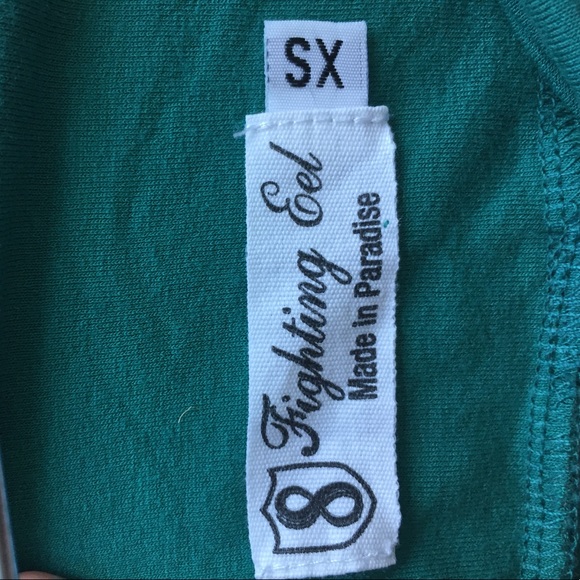 SX
8 Fighting Eel
Made in Paradise